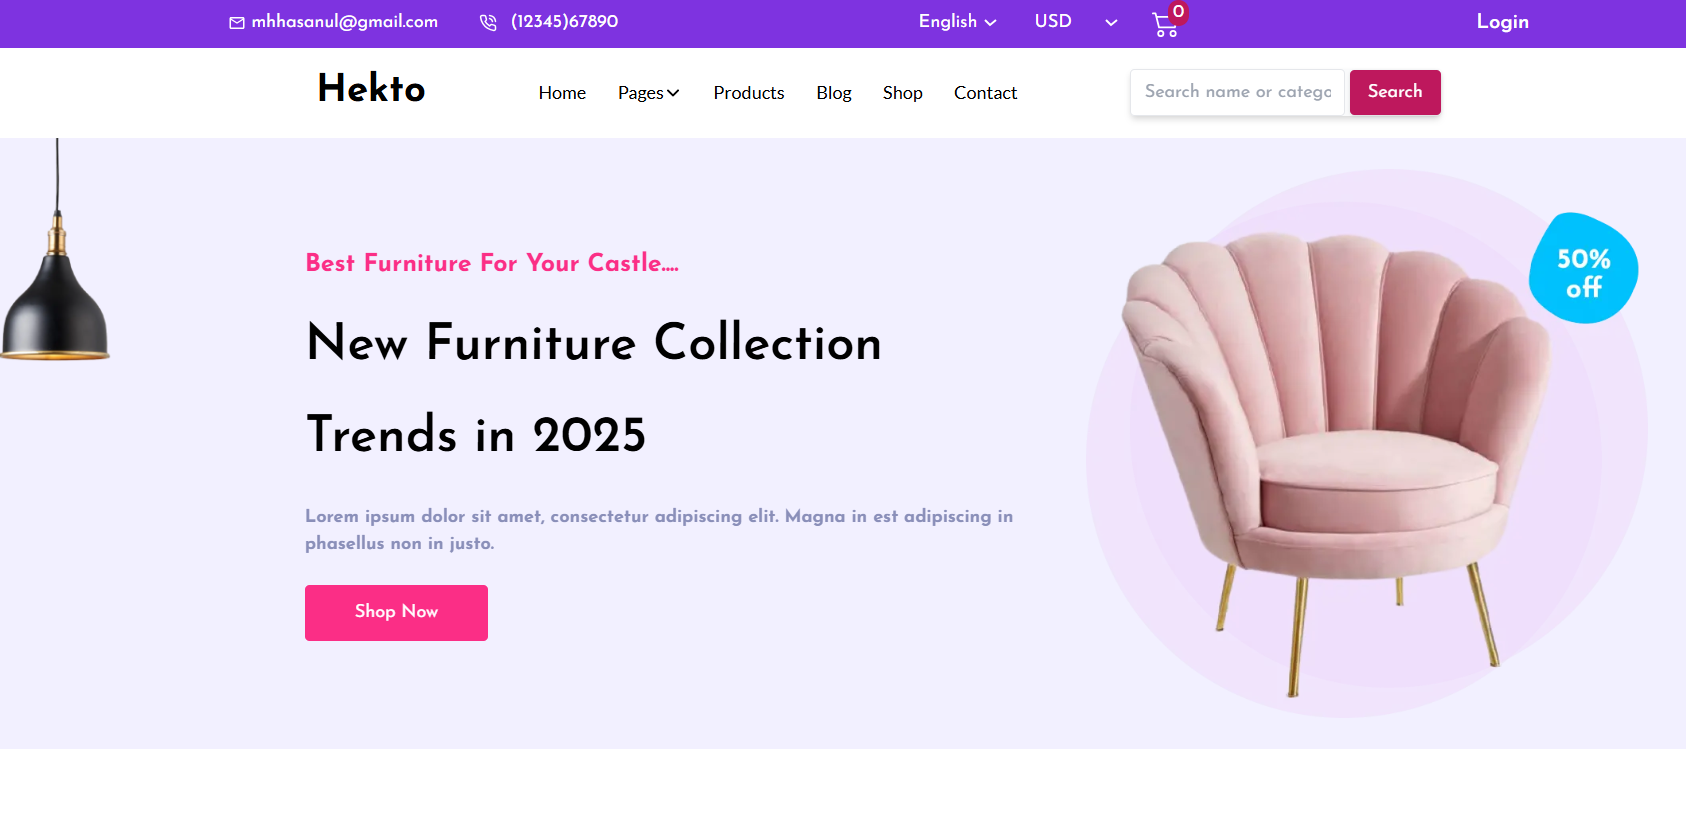 mhhasanul@gmail.com (12345)67890 English USD 0 Login
Hekto Home Pages Products Blog Shop Contact Search name or catego Search
50%
off
Best Furniture For Your Castle....
New Furniture Collection
Trends in 2025
Lorem ipsum dolor sit amet, consectetur adipiscing elit. Magna in est adipiscing in
phasellus non in justo.
Shop Now